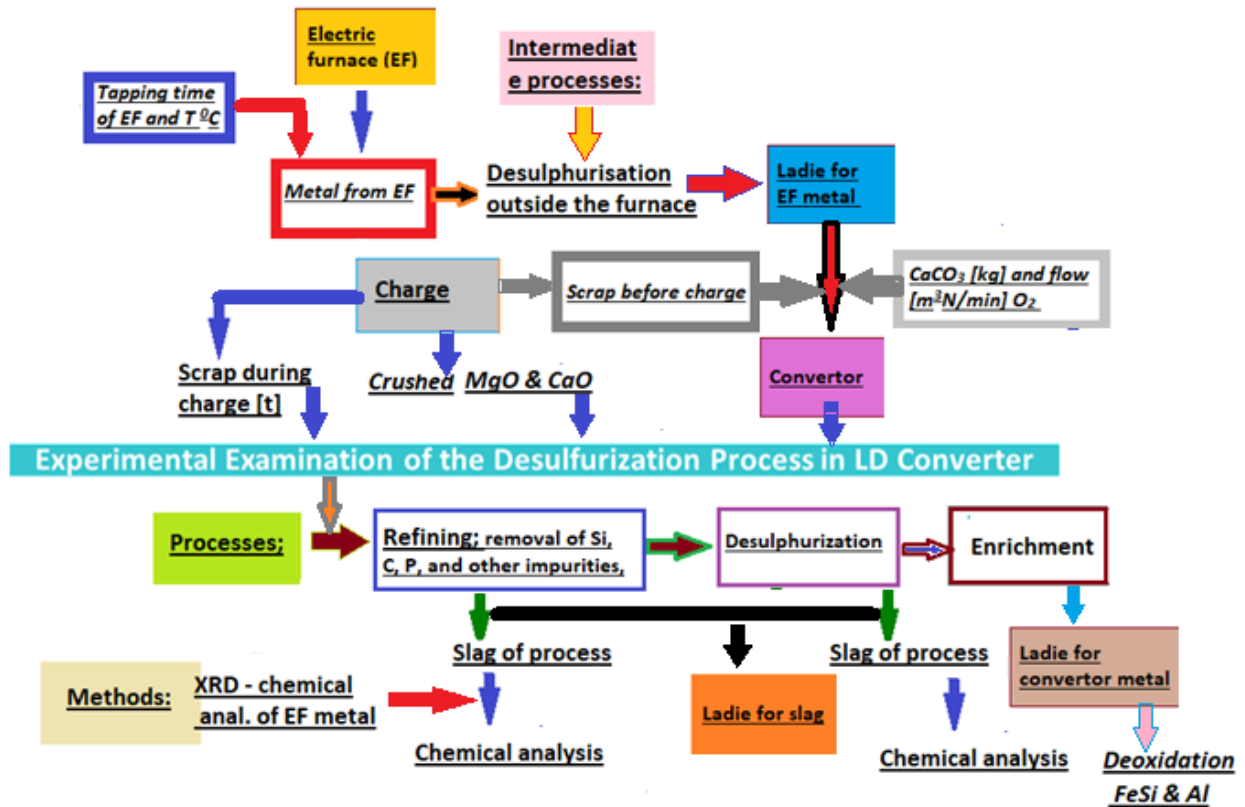 Electric
furnace (EF)
Intermediat
e processes:
Tapping time
of EF and T ⁰C
Metal from EF
Desulphurisation
outside the furnace
Ladie for
EF metal
Charge
Scrap before charge
CaCO₃ [kg] and flow
[m³N/min] O₂
Scrap during
charge [t]
Crushed MgO & CaO
Convertor
Experimental Examination of the Desulfurization Process in LD Converter
Processes;
Refining; removal of Si,
C, P, and other impurities,
Desulphurization
Enrichment
Slag of process
Slag of process
Ladie for
convertor metal
Methods:
XRD - chemical
anal. of EF metal
Ladie for slag
Chemical analysis
Chemical analysis
Deoxidation
FeSi & Al